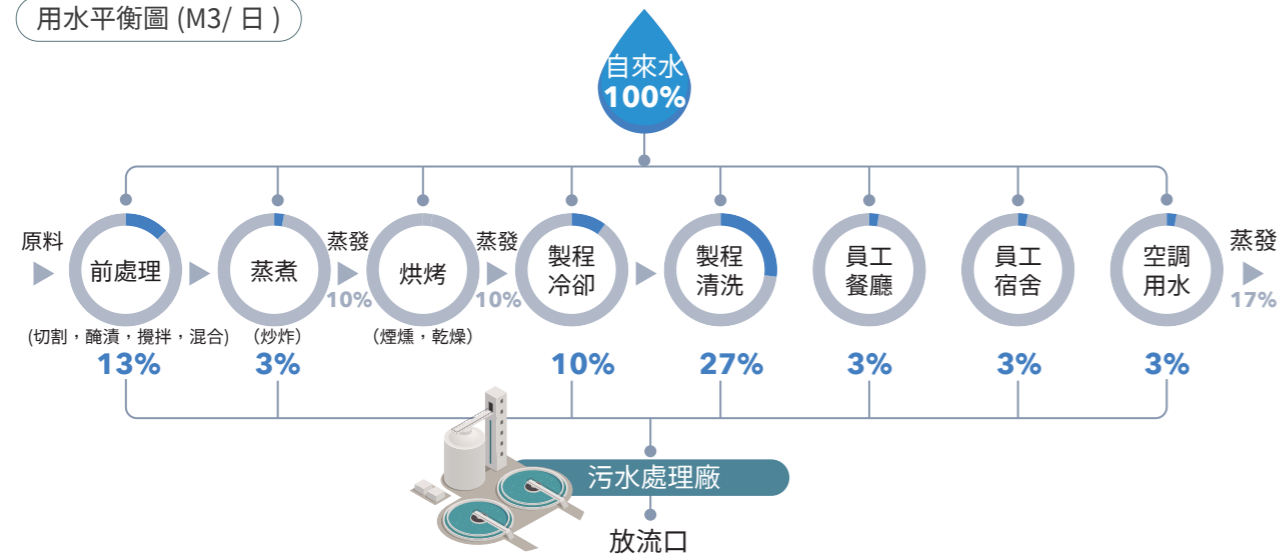 用水平衡圖 (M3/ 日 )
自來水
100%
原料
前處理
(切割，醃漬，攪拌，混合)
13%
蒸煮
（炒炸）
3%
蒸發
10%
烘烤
（煙燻，乾燥）
蒸發
10%
製程
冷卻
10%
製程
清洗
27%
員工
餐廳
3%
員工
宿舍
3%
空調
用水
3%
蒸發
17%
污水處理廠
放流口